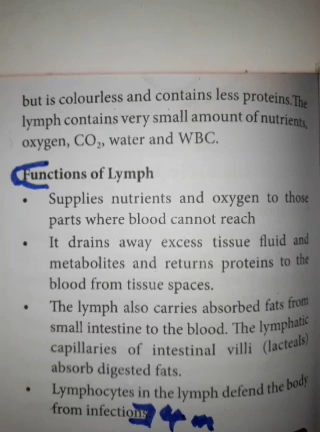 but is colourless and contains less proteins. The
lymph contains very small amount of nutrients,
oxygen, CO₂, water and WBC.
Functions of Lymph
• Supplies nutrients and oxygen to those
parts where blood cannot reach
• It drains away excess tissue fluid and
metabolites and returns proteins to the
blood from tissue spaces.
• The lymph also carries absorbed fats from
small intestine to the blood. The lymphatic
capillaries of intestinal villi (lacteals)
absorb digested fats.
• Lymphocytes in the lymph defend the body
from infections. 4 m